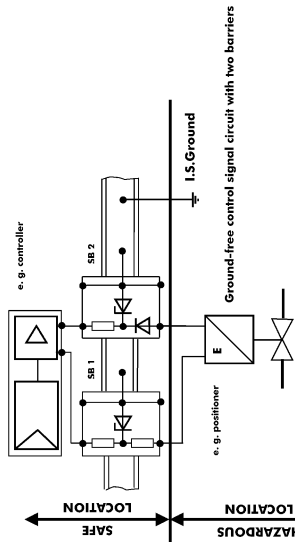 e. g. controller
SB 1
SB 2
I.S.Ground
E
e. g. positioner
Ground-free control signal circuit with two barriers
SAFE
LOCATION
HAZARDOUS
LOCATION